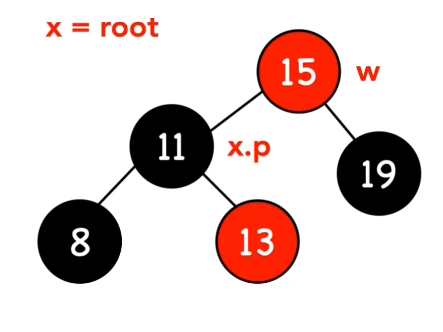 x = root
15 w
11 x.p
19
8
13